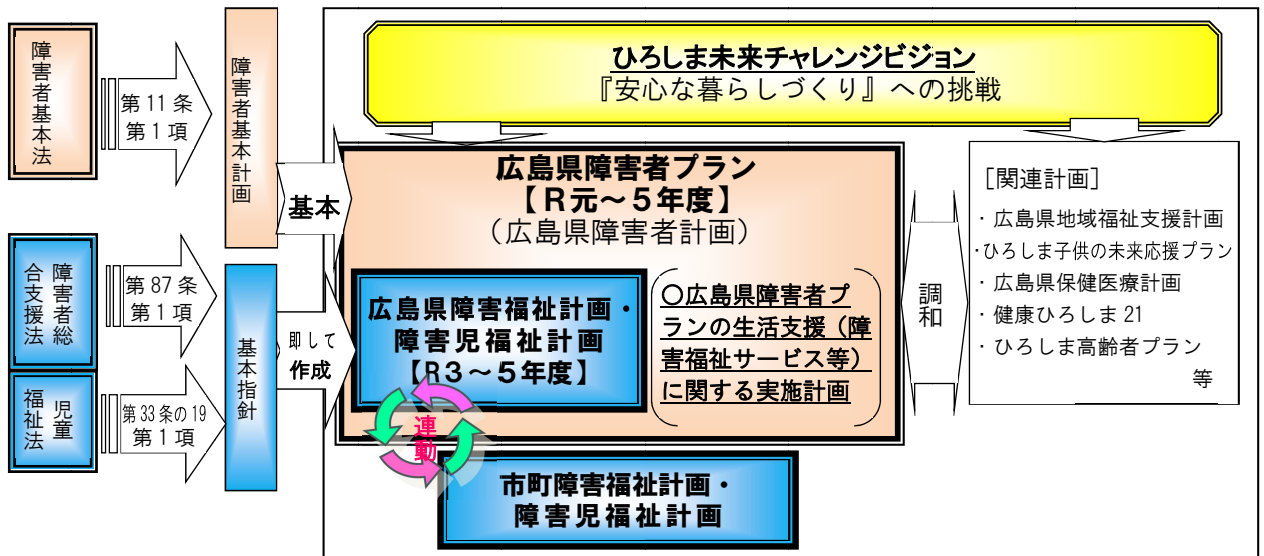 ひろしま未来チャレンジビジョン
『安心な暮らしづくり』への挑戦
障害者基本法
第11条
第1項
障害者基本計画
基本
広島県障害者プラン
【R元～5年度】
（広島県障害者計画）
障害者総
合支援法
第87条
第1項
児童
福祉法
第33条の19
第1項
基本指針
即して
作成
広島県障害福祉計画・
障害児福祉計画
【R3～5年度】
〇広島県障害者プ
ランの生活支援（障
害福祉サービス等）
に関する実施計画
連動
市町障害福祉計画・
障害児福祉計画
調和
［関連計画］
・広島県地域福祉支援計画
・ひろしま子供の未来応援プラン
・広島県保健医療計画
・健康ひろしま21
・ひろしま高齢者プラン
等